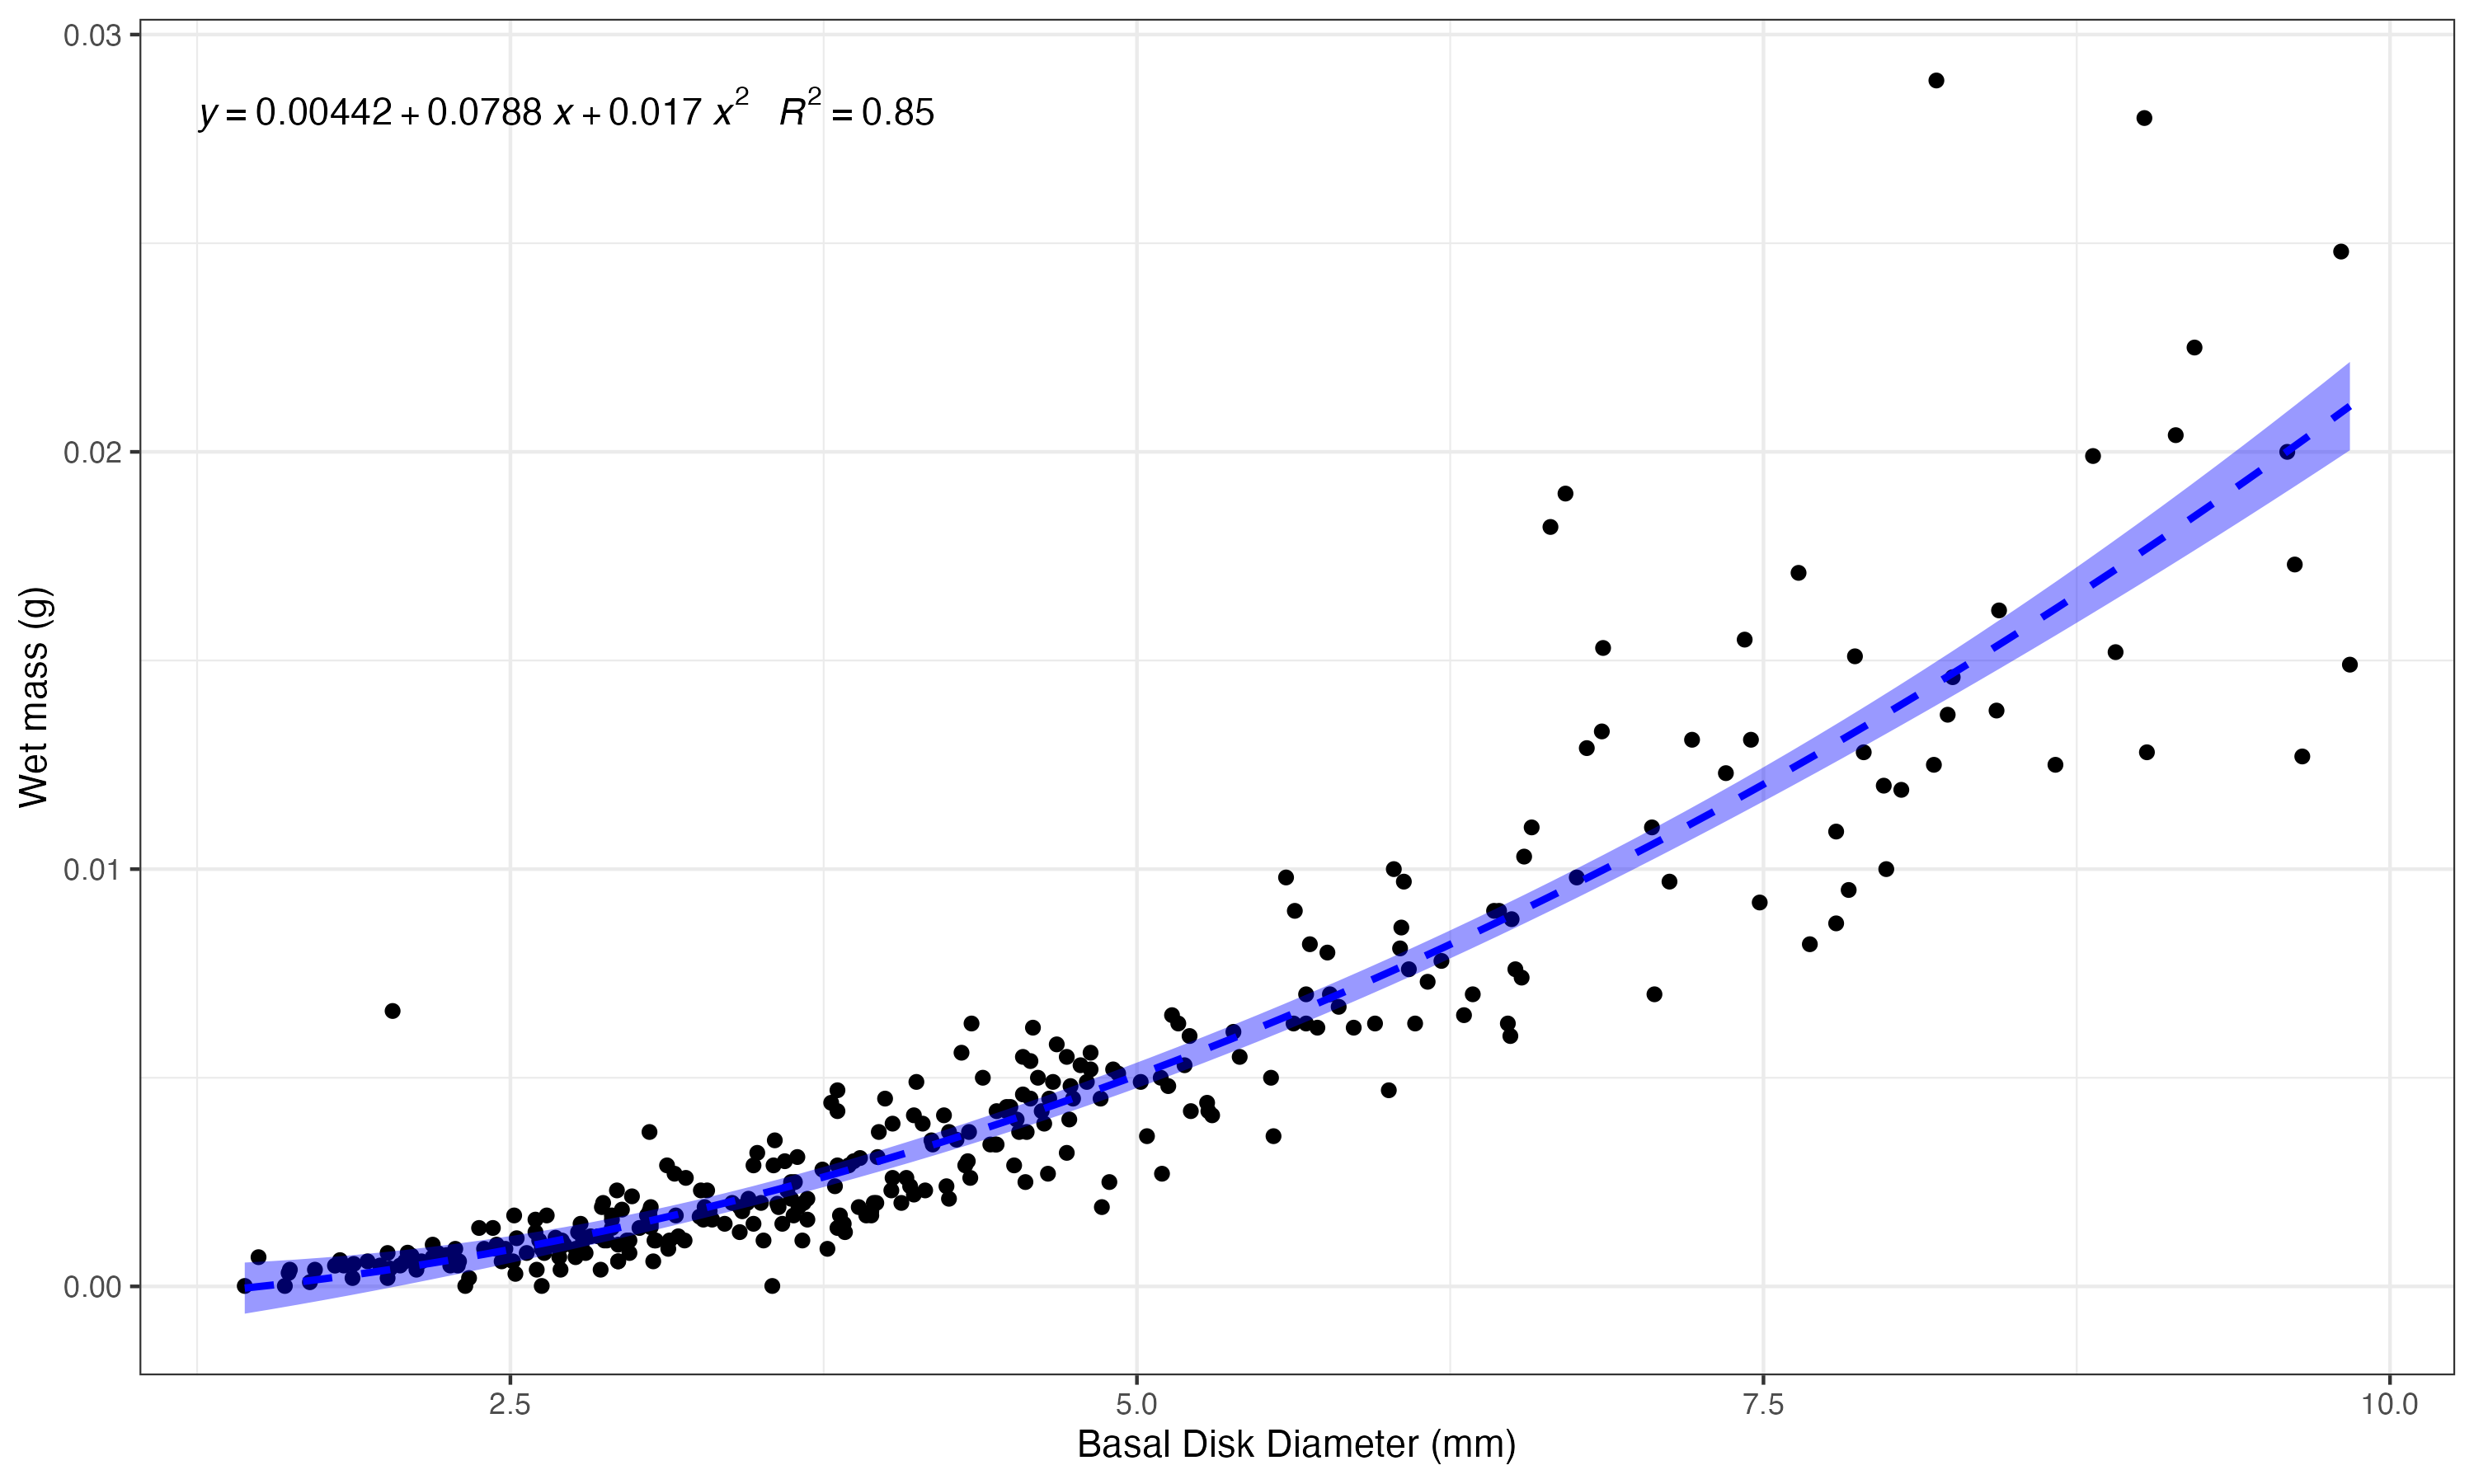 0.03
y = 0.00442 + 0.0788 x + 0.017 x²  R² = 0.85
0.02
Wet mass (g)
0.01
0.00
2.5 5.0 7.5 10.0
Basal Disk Diameter (mm)